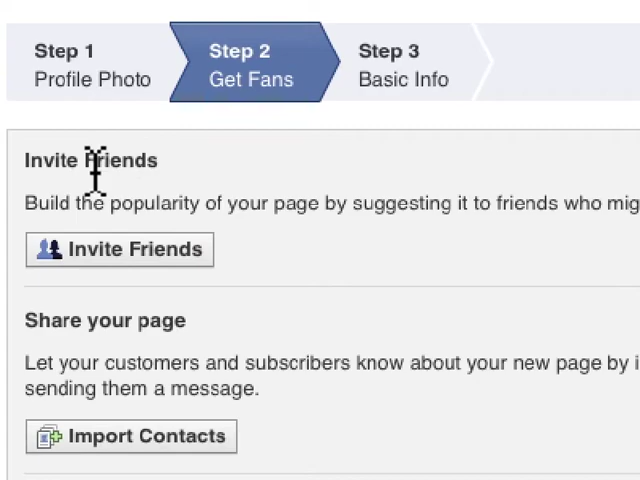 Step 1
Profile Photo
Step 2
Get Fans
Step 3
Basic Info
Invite Friends
Build the popularity of your page by suggesting it to friends who
Invite Friends
Share your page
Let your customers and subscribers know about your new page by
sending them a message.
Import Contacts